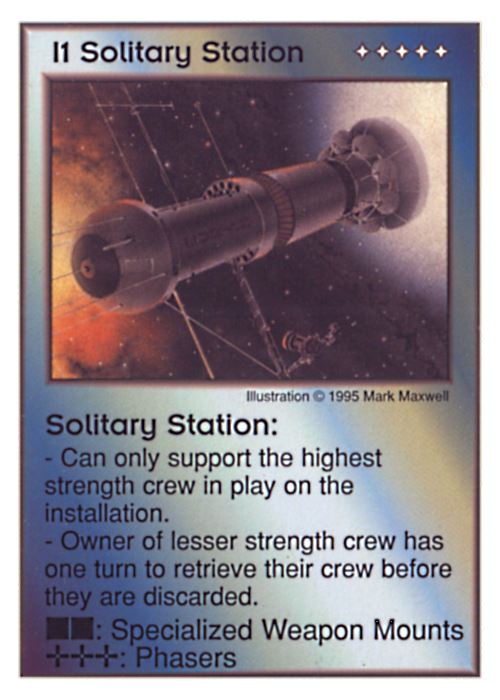 I1 Solitary Station
Illustration © 1995 Mark Maxwell
Solitary Station:
- Can only support the highest
strength crew in play on the
installation.
- Owner of lesser strength crew has
one turn to retrieve their crew before
they are discarded.
■■: Specialized Weapon Mounts
✛✛✛: Phasers